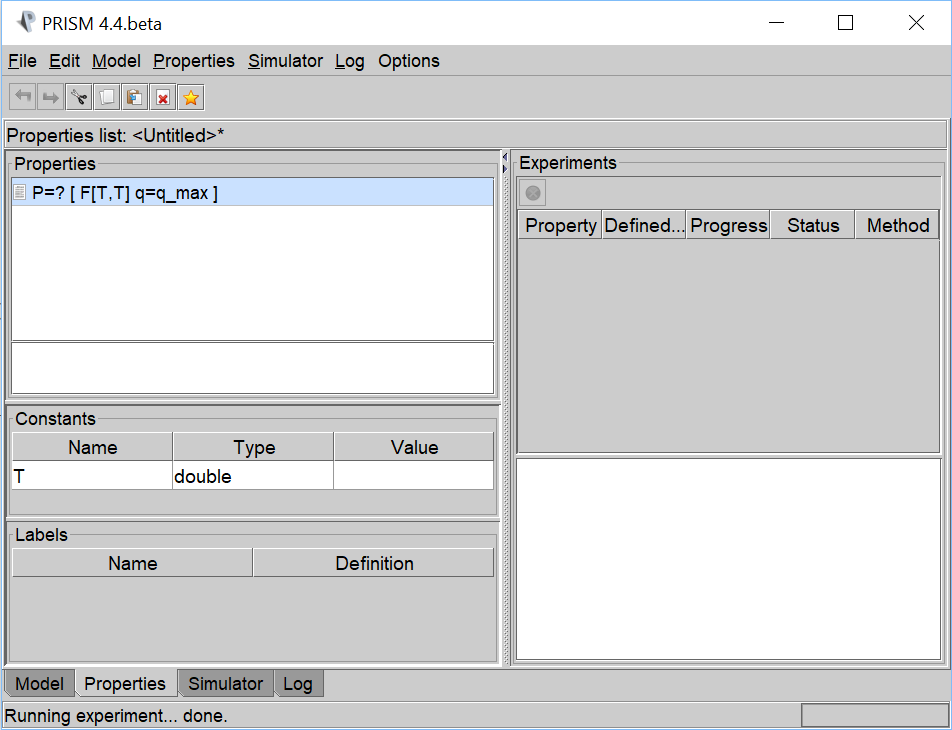 PRISM 4.4.beta
File Edit Model Properties Simulator Log Options
Properties list: <Untitled>*
Properties
P=? [ F[T,T] q=q_max ]
Experiments
Property Defined... Progress Status Method
Constants
Name Type Value
T double
Labels
Name Definition
Model Properties Simulator Log
Running experiment... done.